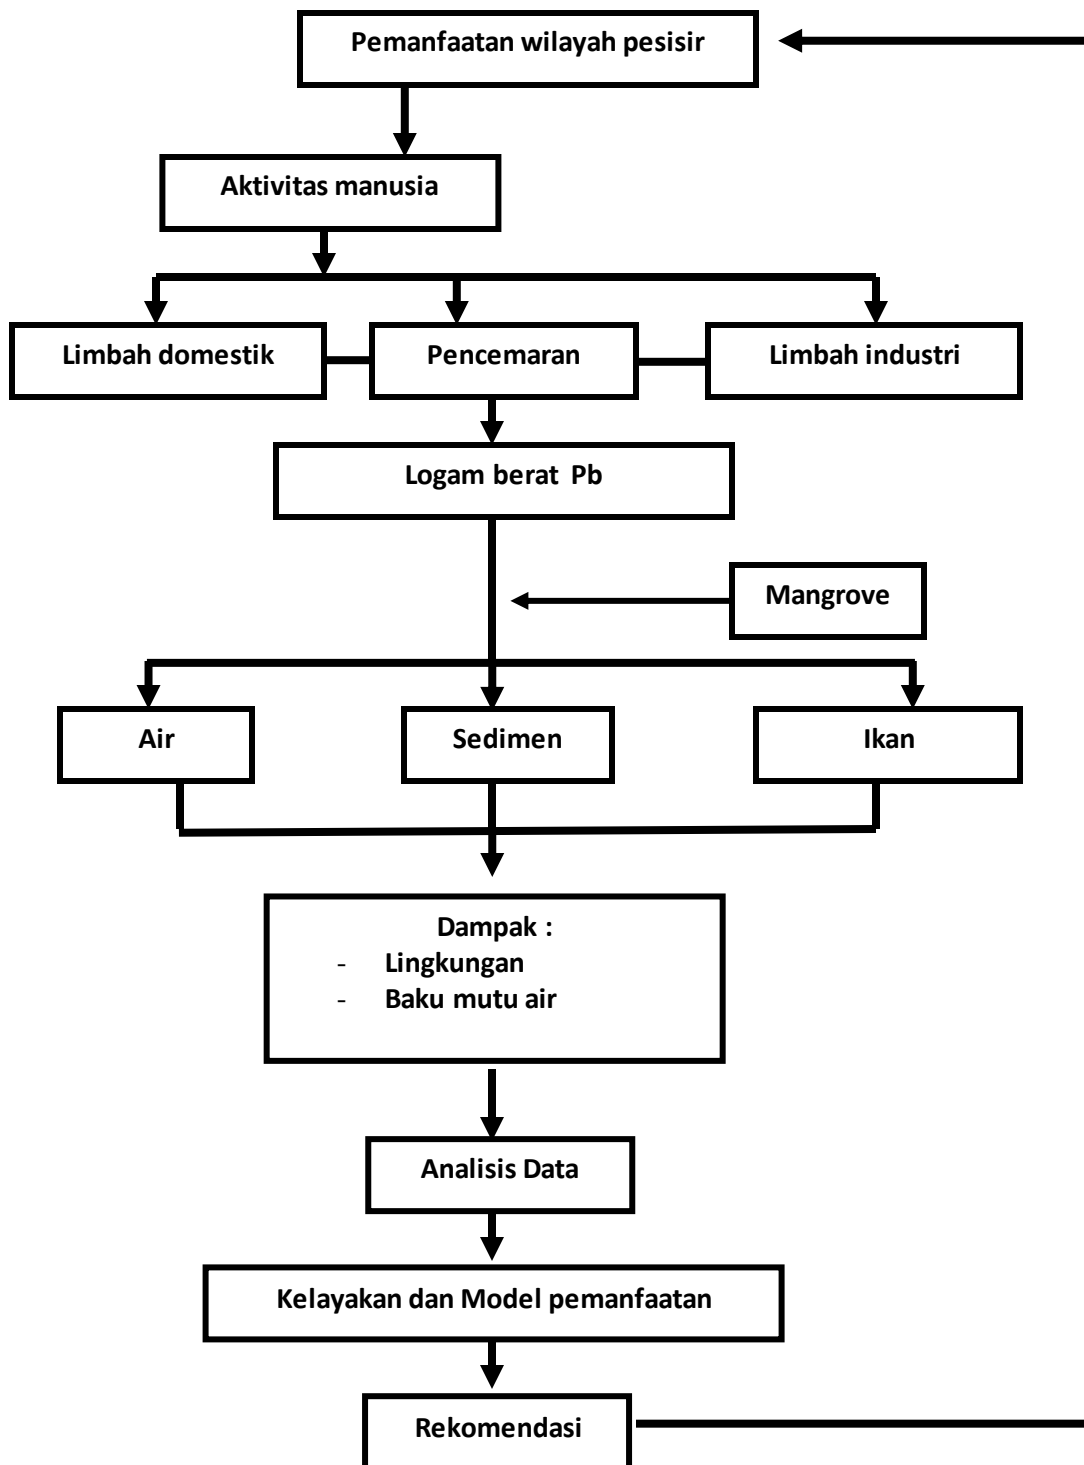 Pemanfaatan wilayah pesisir
Aktivitas manusia
Limbah domestik
Pencemaran
Limbah industri
Logam berat Pb
Mangrove
Air
Sedimen
Ikan
Dampak :
- Lingkungan
- Baku mutu air
Analisis Data
Kelayakan dan Model pemanfaatan
Rekomendasi